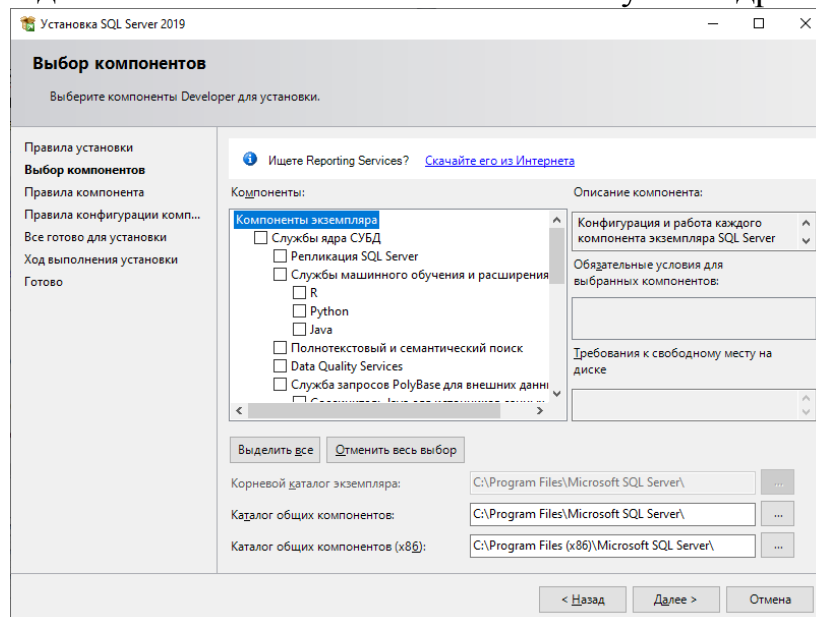 Установка SQL Server 2019
Выбор компонентов
Выберите компоненты Developer для установки.
Правила установки
Выбор компонентов
Правила компонента
Правила конфигурации комп...
Все готово для установки
Ход выполнения установки
Готово
Ищете Reporting Services? Скачайте его из Интернета
Компоненты:
Компоненты экземпляра
Службы ядра СУБД
Репликация SQL Server
Службы машинного обучения и расширения
R
Python
Java
Полнотекстовый и семантический поиск
Data Quality Services
Служба запросов PolyBase для внешних данн
Описание компонента:
Конфигурация и работа каждого
компонента экземпляра SQL Server
Обязательные условия для
выбранных компонентов:
Требования к свободному месту на
диске
Выделить все Отменить весь выбор
Корневой каталог экземпляра: C:\Program Files\Microsoft SQL Server\ ...
Каталог общих компонентов: C:\Program Files\Microsoft SQL Server\ ...
Каталог общих компонентов (x86): C:\Program Files (x86)\Microsoft SQL Server\ ...
< Назад Далее > Отмена